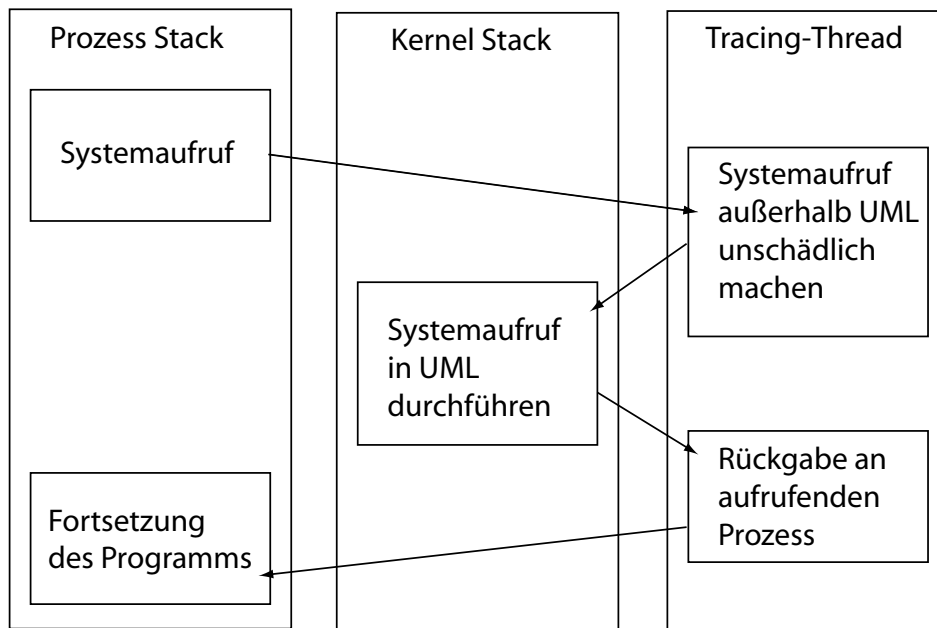 Prozess Stack
Kernel Stack
Tracing-Thread
Systemaufruf
Systemaufruf
außerhalb UML
unschädlich
machen
Systemaufruf
in UML
durchführen
Rückgabe an
aufrufenden
Prozess
Fortsetzung
des Programms